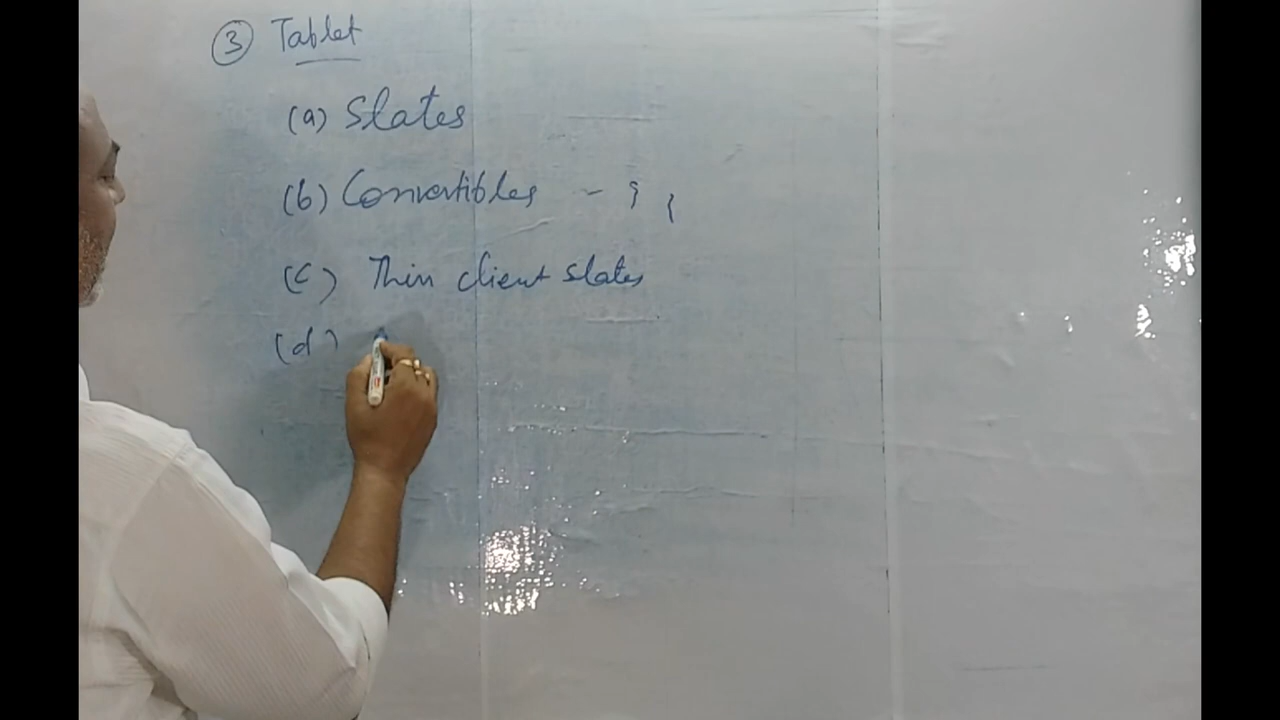 ③ Tablet
(a) Slates
(b) Convertibles -
(c) Thin client slates
(d)